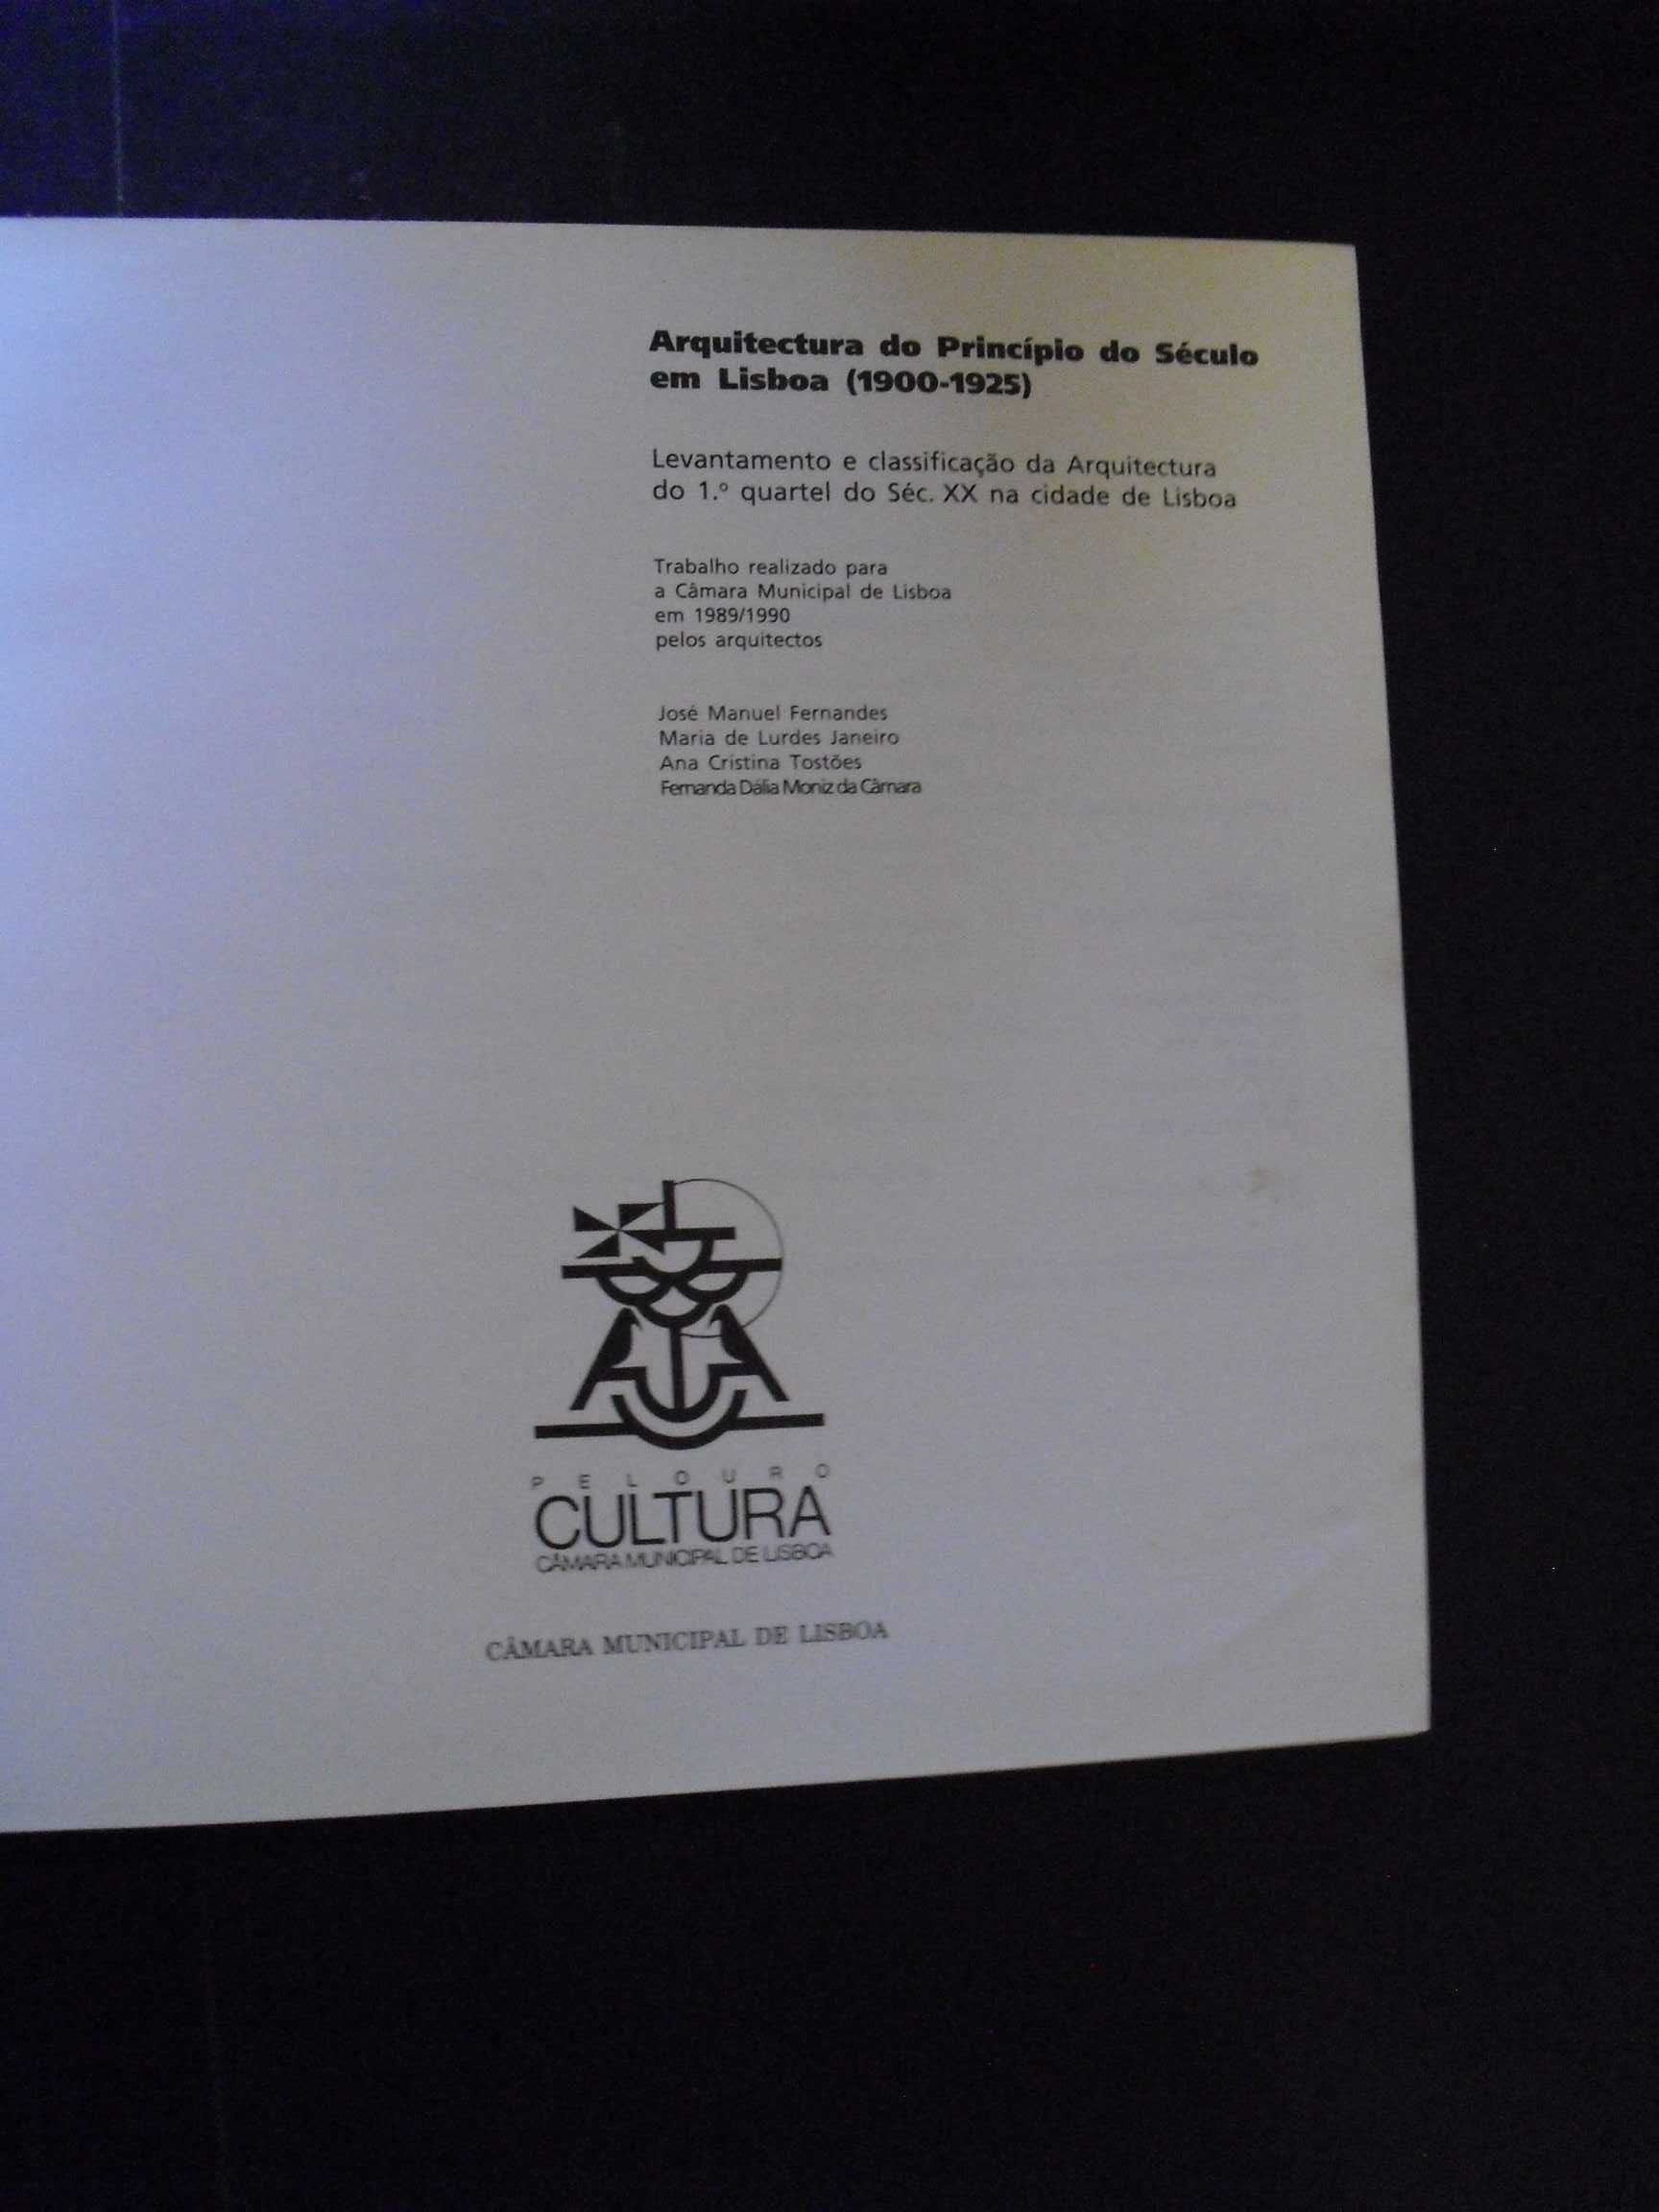 Arquitectura do Princípio do Século
em Lisboa (1900-1925)
Levantamento e classificação da Arquitectura
do 1.º quartel do Séc. XX na cidade de Lisboa
Trabalho realizado para
a Câmara Municipal de Lisboa
em 1989/1990
pelos arquitectos
José Manuel Fernandes
Maria de Lurdes Janeiro
Ana Cristina Tostões
Fernanda Dália Moniz da Câmara
PELOURO
CULTURA
CÂMARA MUNICIPAL DE LISBOA
CÂMARA MUNICIPAL DE LISBOA